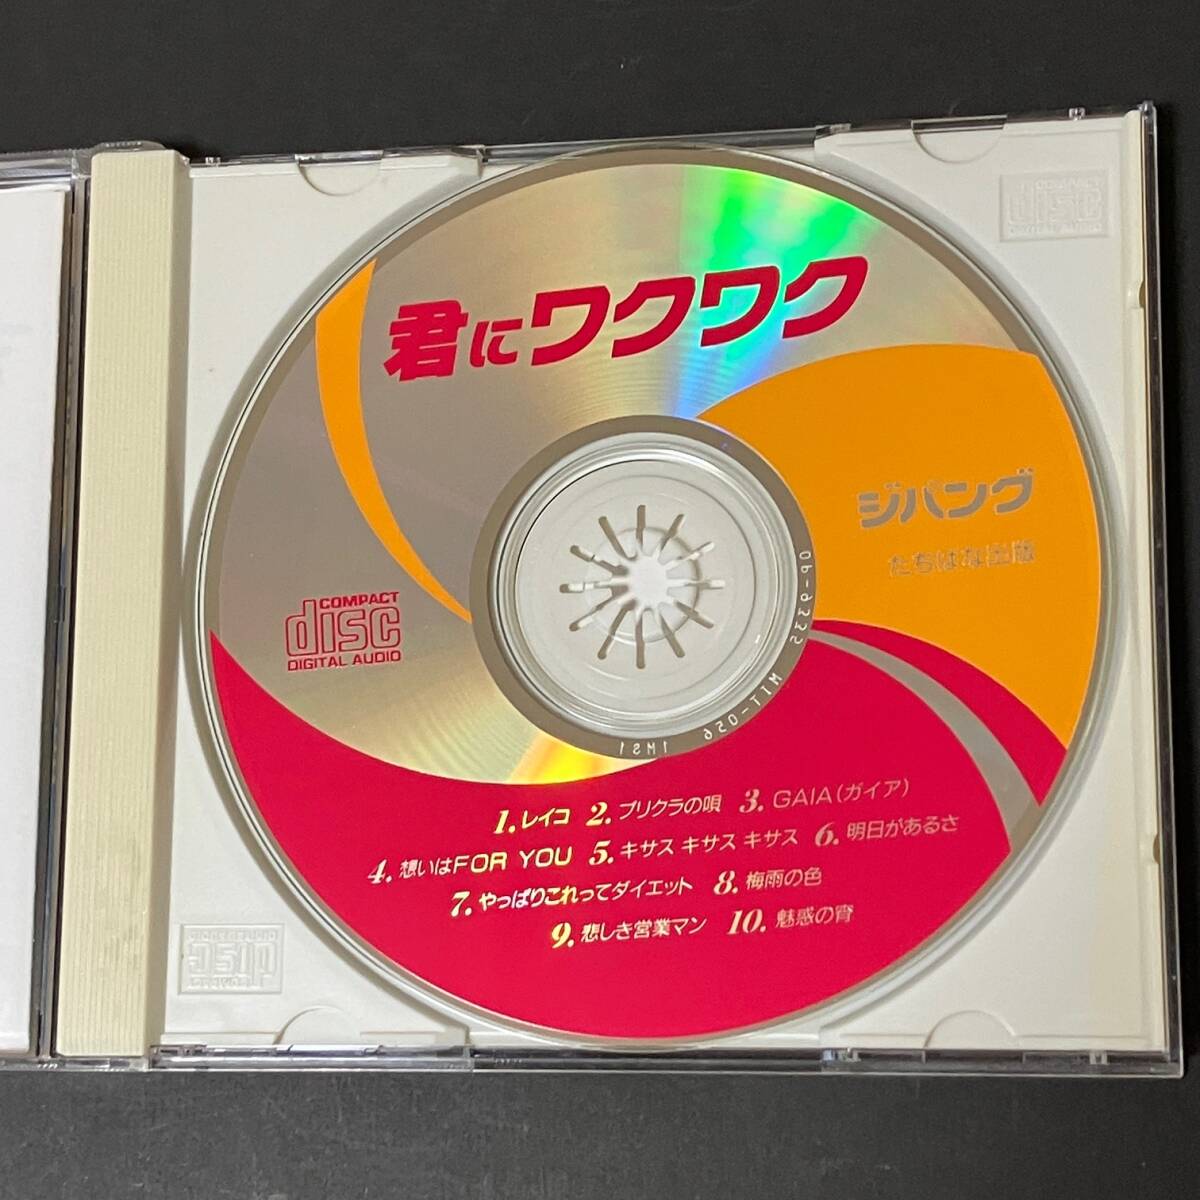 君にワクワク
ジパング
たちばな出版
COMPACT
disc
DIGITAL AUDIO
1.レイコ 2.プリクラの唄 3.GAIA(ガイア)
4.想いはFOR YOU 5.キサス キサス キサス 6.明日があるさ
7.やっぱりこれってダイエット 8.梅雨の色
9.悲しき営業マン 10.魅惑の宵
MIT-056 1MS1
disc